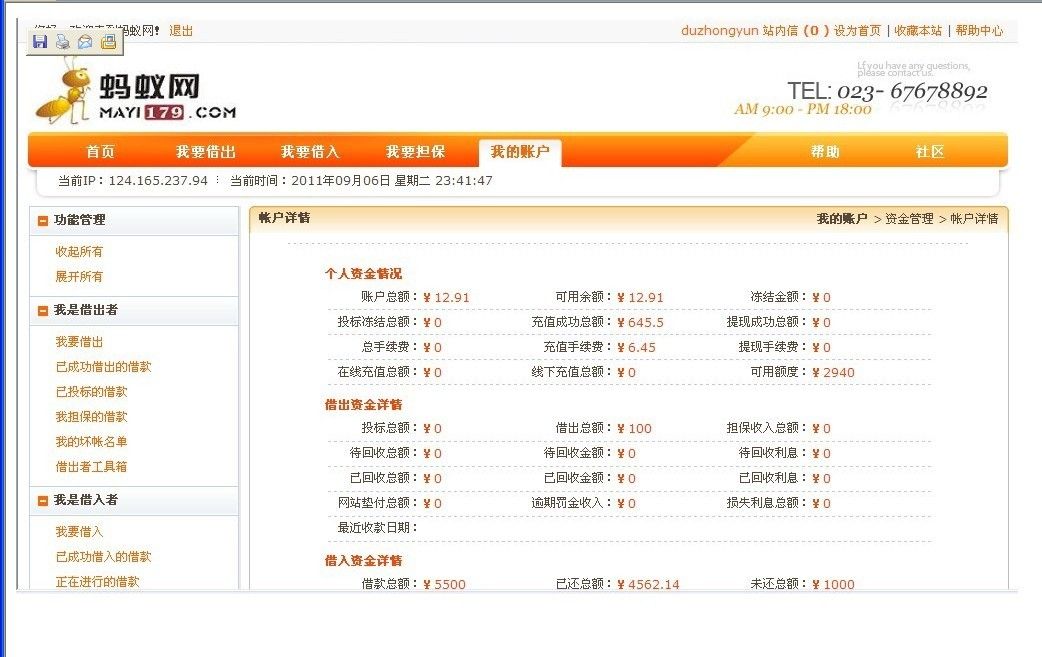 蚂蚁网! 退出
duzhongyun 站内信 (0) 设为首页 | 收藏本站 | 帮助中心
蚂蚁网
MAYI179.COM
I,f you have any questions,
please contact us.
TEL: 023- 67678892
AM 9:00 - PM 18:00
首页 我要借出 我要借入 我要担保 我的账户 帮助 社区
当前IP：124.165.237.94 ⋮ 当前时间：2011年09月06日 星期二 23:41:47
功能管理
收起所有
展开所有
我是借出者
我要借出
已成功借出的借款
已投标的借款
我担保的借款
我的坏帐名单
借出者工具箱
我是借入者
我要借入
已成功借入的借款
正在进行的借款
帐户详情 我的账户 > 资金管理 > 帐户详情
个人资金情况
账户总额：¥ 12.91 可用余额：¥ 12.91 冻结金额：¥ 0
投标冻结总额：¥ 0 充值成功总额：¥ 645.5 提现成功总额：¥ 0
总手续费：¥ 0 充值手续费：¥ 6.45 提现手续费：¥ 0
在线充值总额：¥ 0 线下充值总额：¥ 0 可用额度：¥ 2940
借出资金详情
投标总额：¥ 0 借出总额：¥ 100 担保收入总额：¥ 0
待回收总额：¥ 0 待回收金额：¥ 0 待回收利息：¥ 0
已回收总额：¥ 0 已回收金额：¥ 0 已回收利息：¥ 0
网站垫付总额：¥ 0 逾期罚金收入：¥ 0 损失利息总额：¥ 0
最近收款日期：
借入资金详情
借款总额：¥ 5500 已还总额：¥ 4562.14 未还总额：¥ 1000